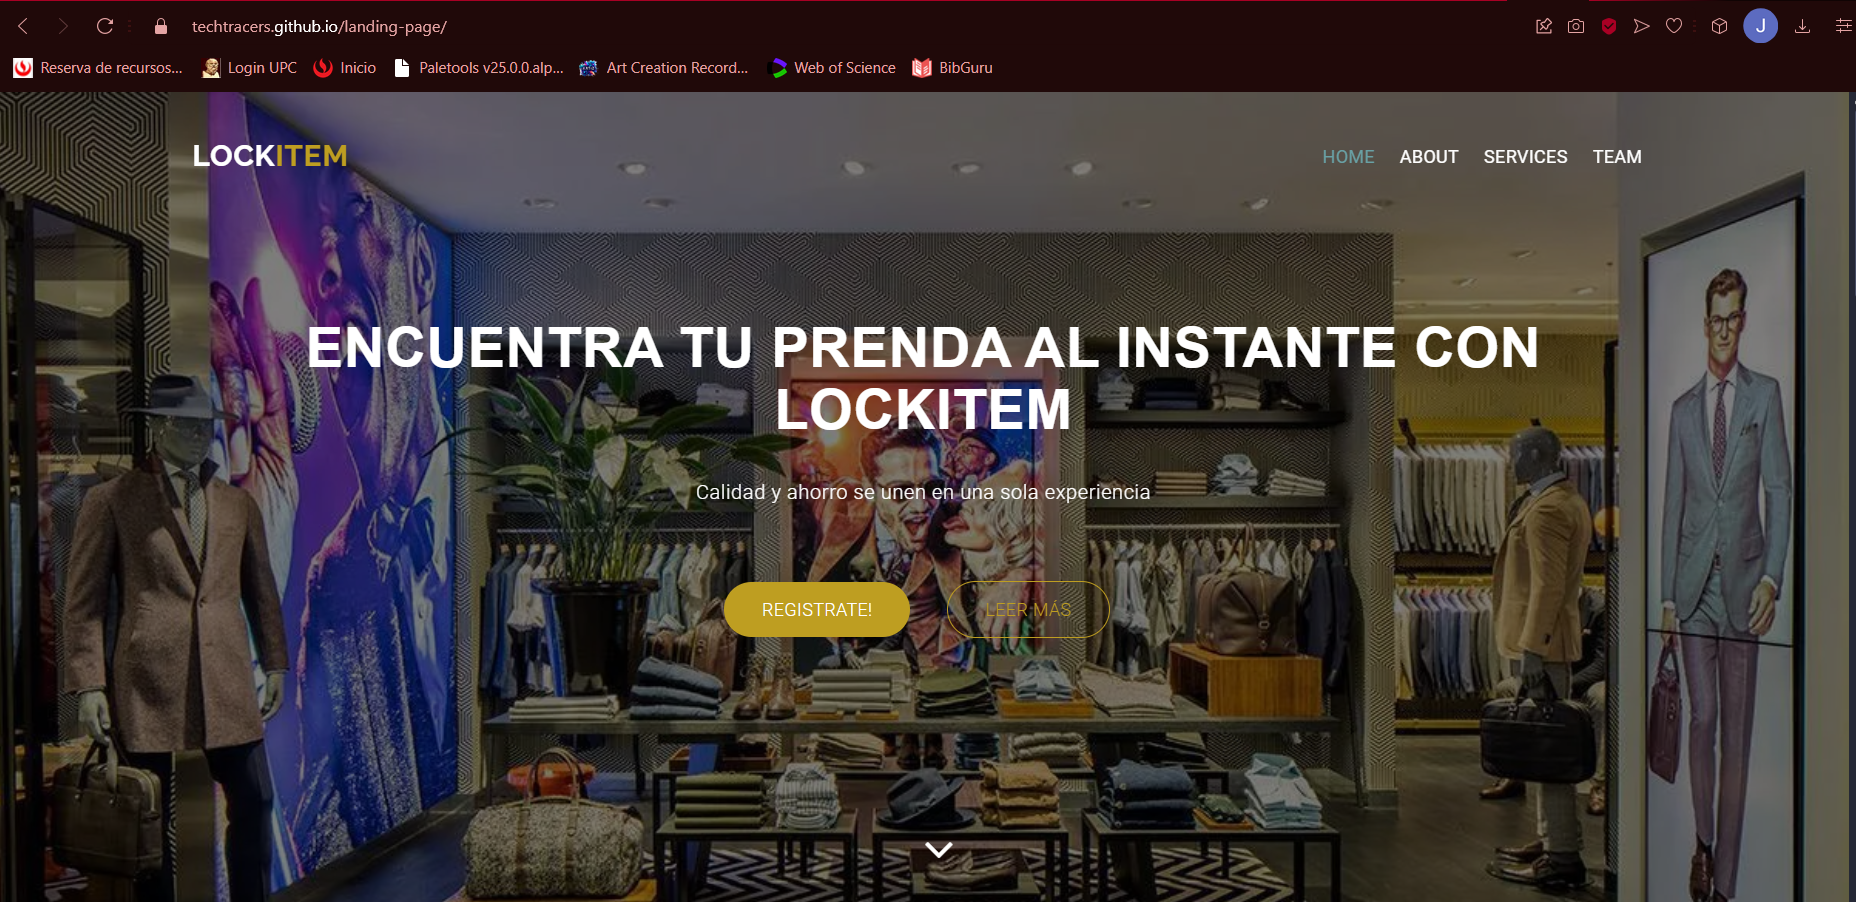 techtracers.github.io/landing-page/
J
Reserva de recursos...
Login UPC
Inicio
Paletools v25.0.0.alp...
Art Creation Record...
Web of Science
BibGuru
LOCKITEM
HOME
ABOUT
SERVICES
TEAM
ENCUENTRA TU PRENDA AL INSTANTE CON
LOCKITEM
Calidad y ahorro se unen en una sola experiencia
REGISTRATE!
LEER MÁS